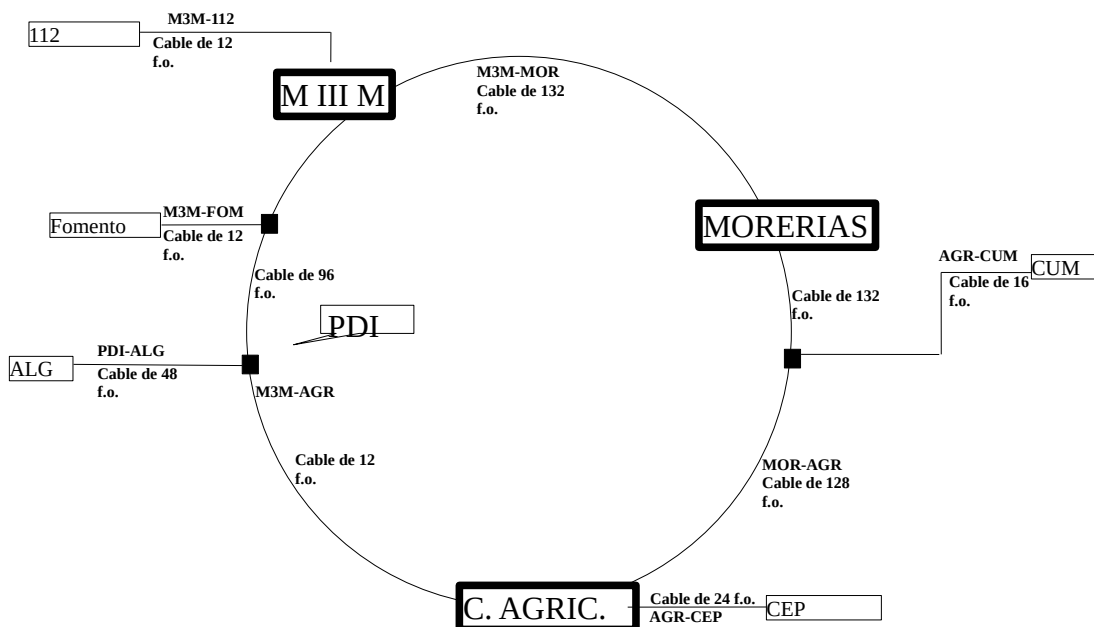 M3M-112
112
Cable de 12
f.o.
M III M
M3M-MOR
Cable de 132
f.o.
Fomento
M3M-FOM
Cable de 12
f.o.
MORERIAS
AGR-CUM
CUM
Cable de 16
f.o.
Cable de 96
f.o.
Cable de 132
f.o.
PDI
ALG
PDI-ALG
Cable de 48
f.o.
M3M-AGR
Cable de 12
f.o.
MOR-AGR
Cable de 128
f.o.
C. AGRIC.
Cable de 24 f.o.
AGR-CEP
CEP